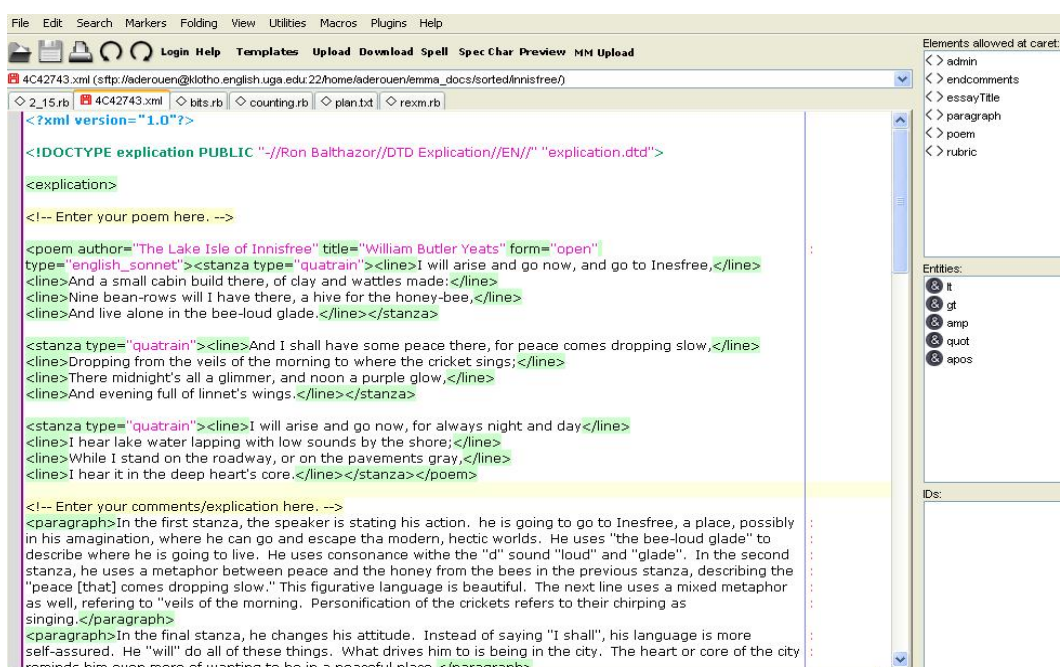 File Edit Search Markers Folding View Utilities Macros Plugins Help
Login Help Templates Upload Download Spell Spec Char Preview MM Upload
4C42743.xml (sftp://aderouen@klotho.english.uga.edu:22/home/aderouen/emma_docs/sorted/innisfree/)
2_15.rb 4C42743.xml bits.rb counting.rb plan.txt rexm.rb
<?xml version="1.0"?>
<!DOCTYPE explication PUBLIC "-//Ron Balthazor//DTD Explication//EN//" "explication.dtd">
<explication>
<!-- Enter your poem here. -->
<poem author="The Lake Isle of Innisfree" title="William Butler Yeats" form="open"
type="english_sonnet"><stanza type="quatrain"><line>I will arise and go now, and go to Inesfree,</line>
<line>And a small cabin build there, of clay and wattles made:</line>
<line>Nine bean-rows will I have there, a hive for the honey-bee,</line>
<line>And live alone in the bee-loud glade.</line></stanza>
<stanza type="quatrain"><line>And I shall have some peace there, for peace comes dropping slow,</line>
<line>Dropping from the veils of the morning to where the cricket sings;</line>
<line>There midnight's all a glimmer, and noon a purple glow,</line>
<line>And evening full of linnet's wings.</line></stanza>
<stanza type="quatrain"><line>I will arise and go now, for always night and day</line>
<line>I hear lake water lapping with low sounds by the shore;</line>
<line>While I stand on the roadway, or on the pavements gray,</line>
<line>I hear it in the deep heart's core.</line></stanza></poem>
<!-- Enter your comments/explication here. -->
<paragraph>In the first stanza, the speaker is stating his action.  he is going to go to Inesfree, a place, possibly
in his amagination, where he can go and escape tha modern, hectic worlds.  He uses "the bee-loud glade" to
describe where he is going to live.  He uses consonance withe the "d" sound "loud" and "glade".  In the second
stanza, he uses a metaphor between peace and the honey from the bees in the previous stanza, describing the
"peace [that] comes dropping slow." This figurative language is beautiful.  The next line uses a mixed metaphor
as well, refering to "veils of the morning.  Personification of the crickets refers to their chirping as
singing.</paragraph>
<paragraph>In the final stanza, he changes his attitude.  Instead of saying "I shall", his language is more
self-assured.  He "will" do all of these things.  What drives him to is being in the city.  The heart or core of the city
reminds him even more of wanting to be in a peaceful place.</paragraph>
Elements allowed at caret:
admin
endcomments
essayTitle
paragraph
poem
rubric
Entities:
lt
gt
amp
quot
apos
IDs: